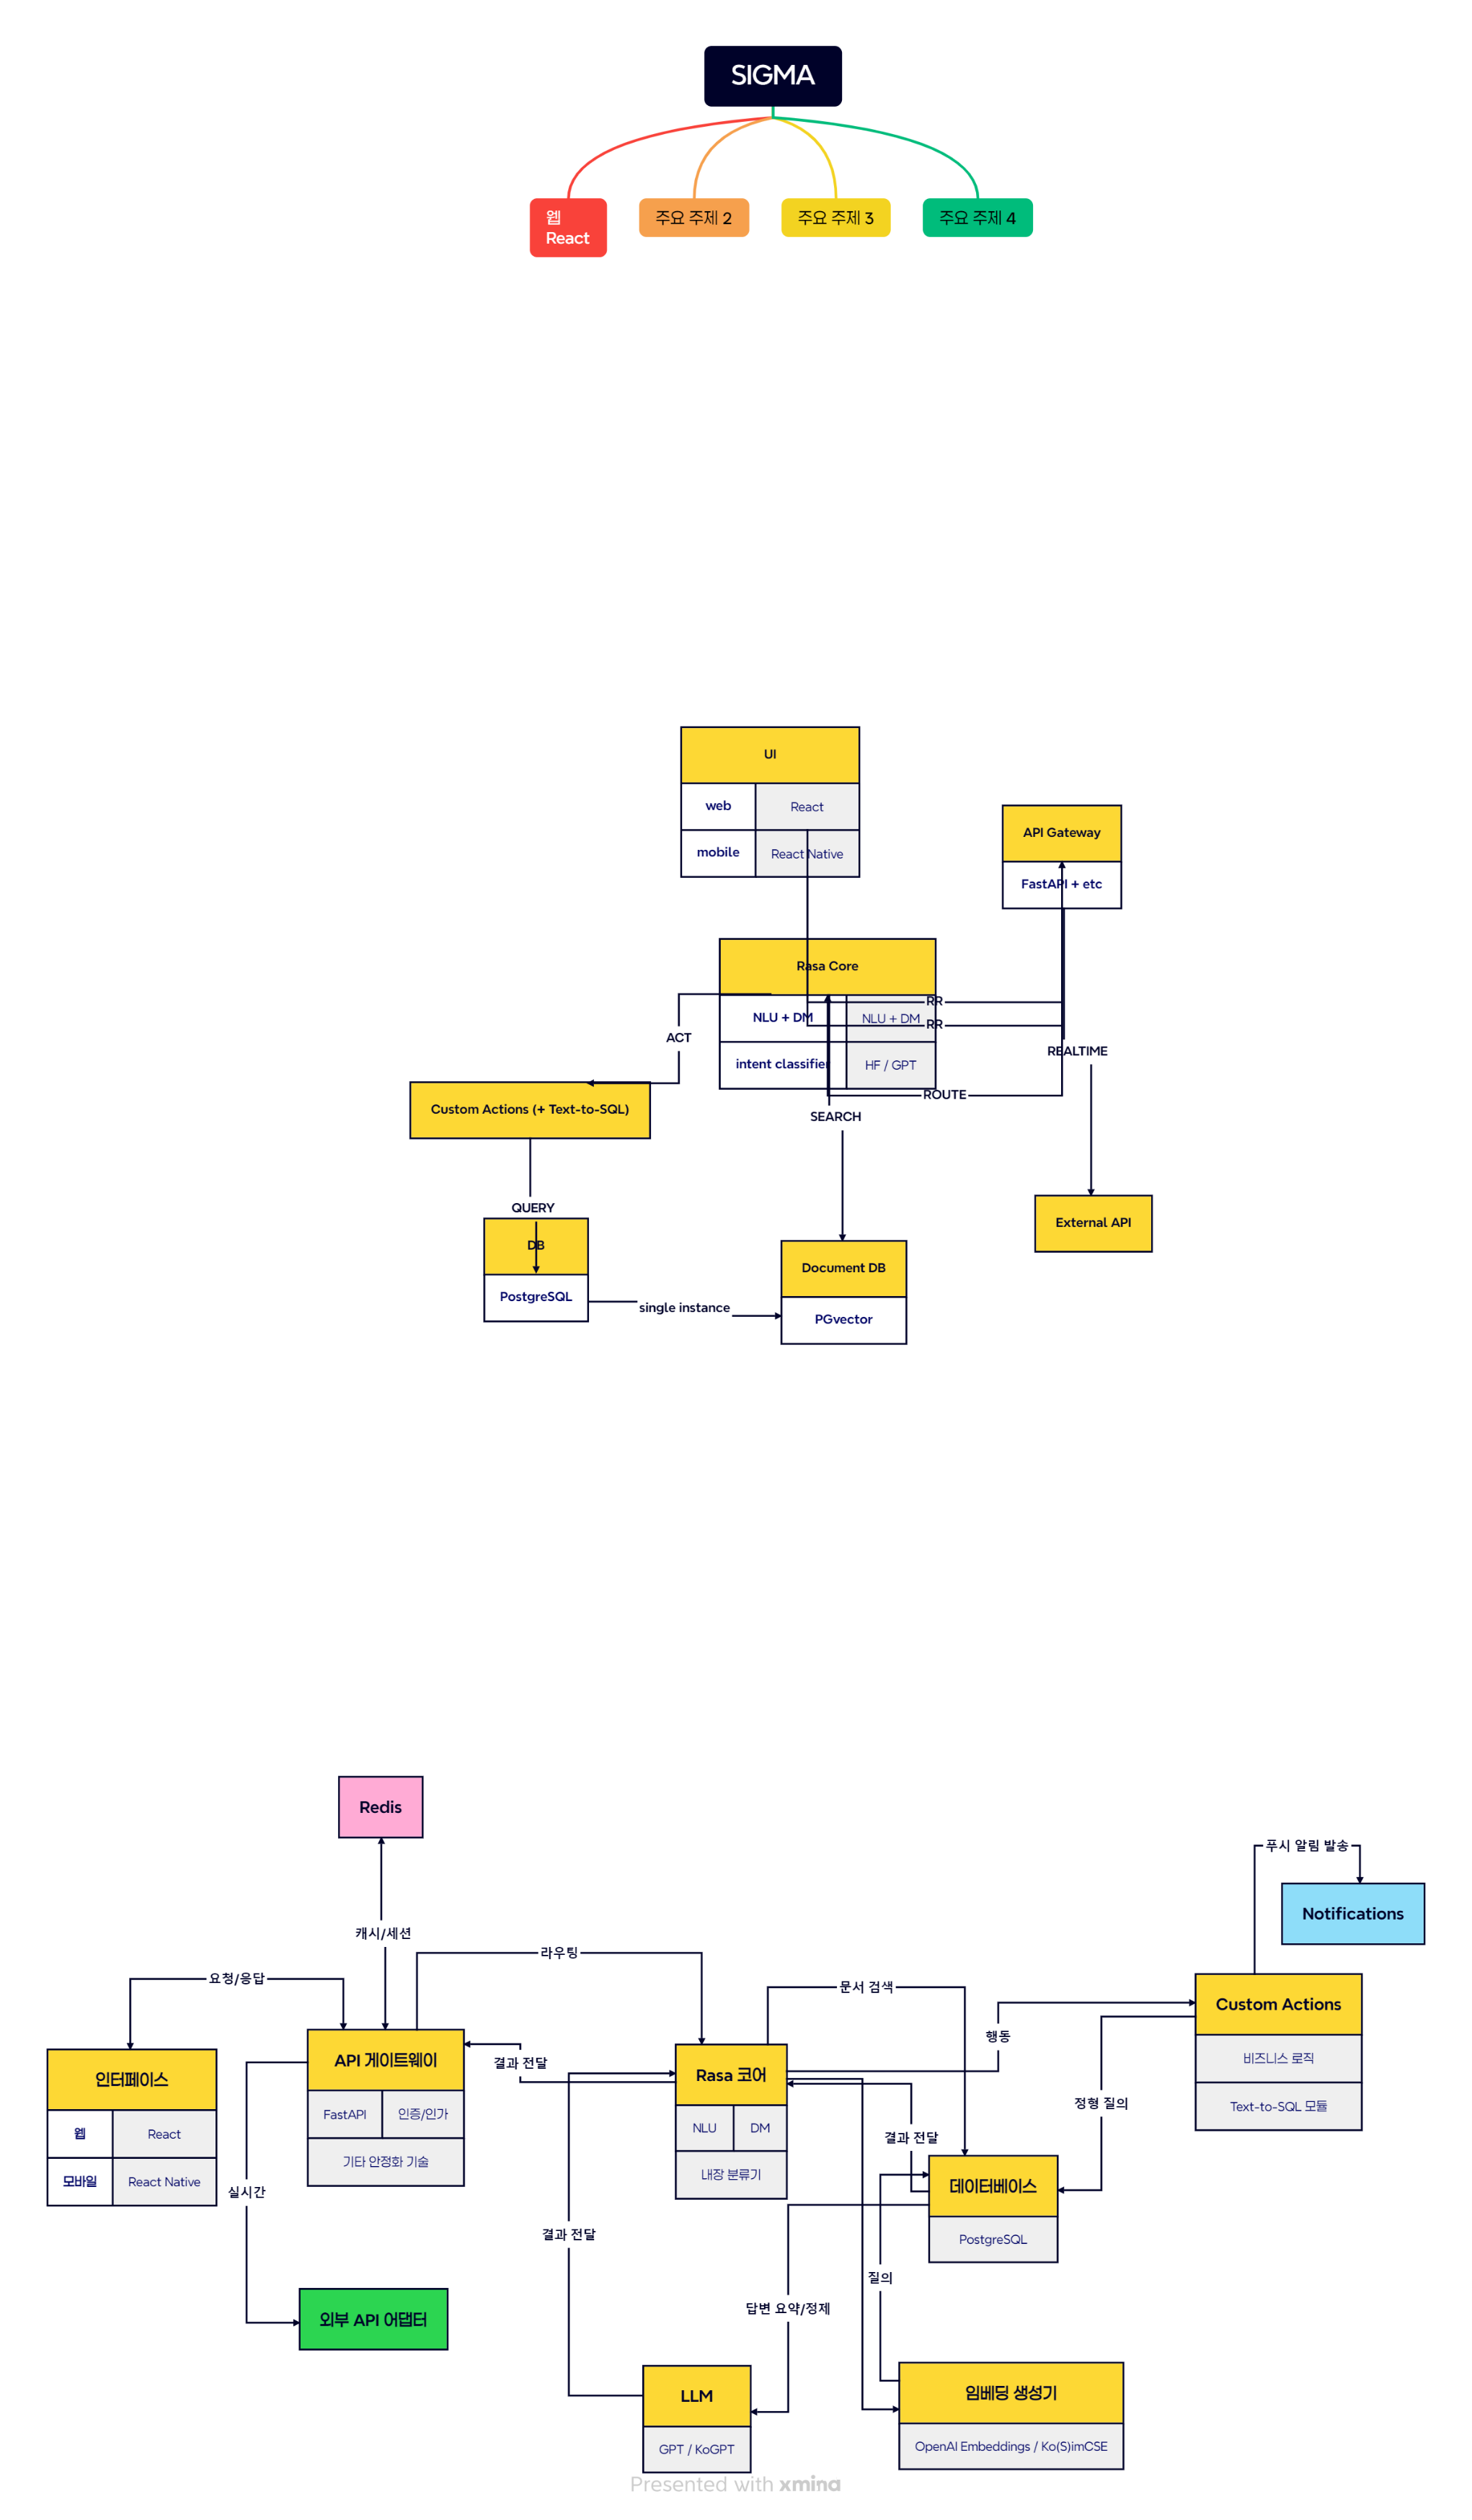 SIGMA
웹
React
주요 주제 2
주요 주제 3
주요 주제 4
UI
web
React
mobile
React Native
API Gateway
FastAPI + etc
Rasa Core
NLU + DM
NLU + DM
intent classifier
HF / GPT
RR
RR
ACT
REALTIME
ROUTE
SEARCH
Custom Actions (+ Text-to-SQL)
QUERY
DB
PostgreSQL
single instance
Document DB
PGvector
External API
Redis
캐시/세션
푸시 알림 발송
Notifications
요청/응답
라우팅
문서 검색
행동
Custom Actions
비즈니스 로직
Text-to-SQL 모듈
인터페이스
웹
React
모바일
React Native
API 게이트웨이
FastAPI
인증/인가
기타 안정화 기술
결과 전달
Rasa 코어
NLU
DM
내장 분류기
정형 질의
결과 전달
데이터베이스
PostgreSQL
실시간
결과 전달
질의
답변 요약/정제
외부 API 어댑터
LLM
GPT / KoGPT
임베딩 생성기
OpenAI Embeddings / Ko(S)imCSE
Presented with xmind